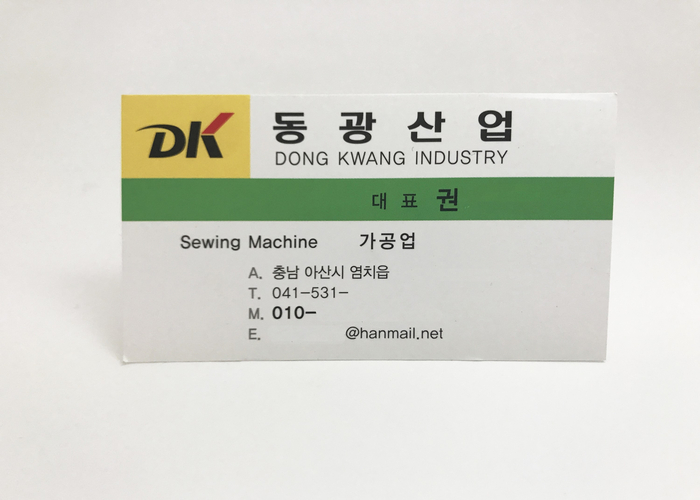 DK
동광산업
DONG KWANG INDUSTRY
대표 권
Sewing Machine 가공업
A. 충남 아산시 염치읍
T. 041-531-
M. 010-
E. @hanmail.net